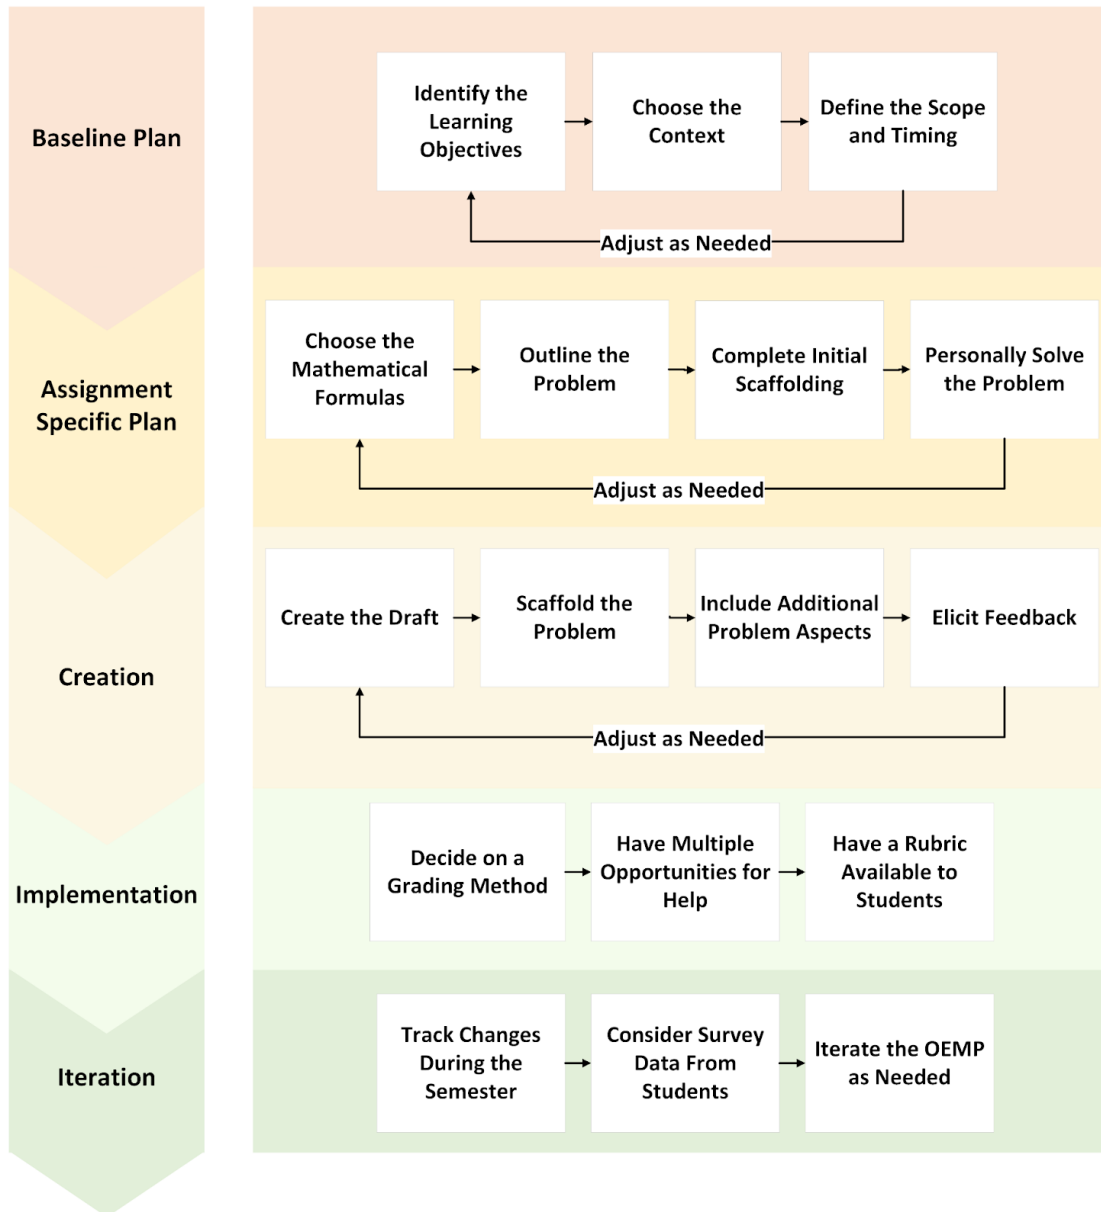 Baseline Plan
Identify the
Learning
Objectives
Choose the
Context
Define the Scope
and Timing
Adjust as Needed
Assignment
Specific Plan
Choose the
Mathematical
Formulas
Outline the
Problem
Complete Initial
Scaffolding
Personally Solve
the Problem
Adjust as Needed
Creation
Create the Draft
Scaffold the
Problem
Include Additional
Problem Aspects
Elicit Feedback
Adjust as Needed
Implementation
Decide on a
Grading Method
Have Multiple
Opportunities for
Help
Have a Rubric
Available to
Students
Iteration
Track Changes
During the
Semester
Consider Survey
Data From
Students
Iterate the OEMP
as Needed